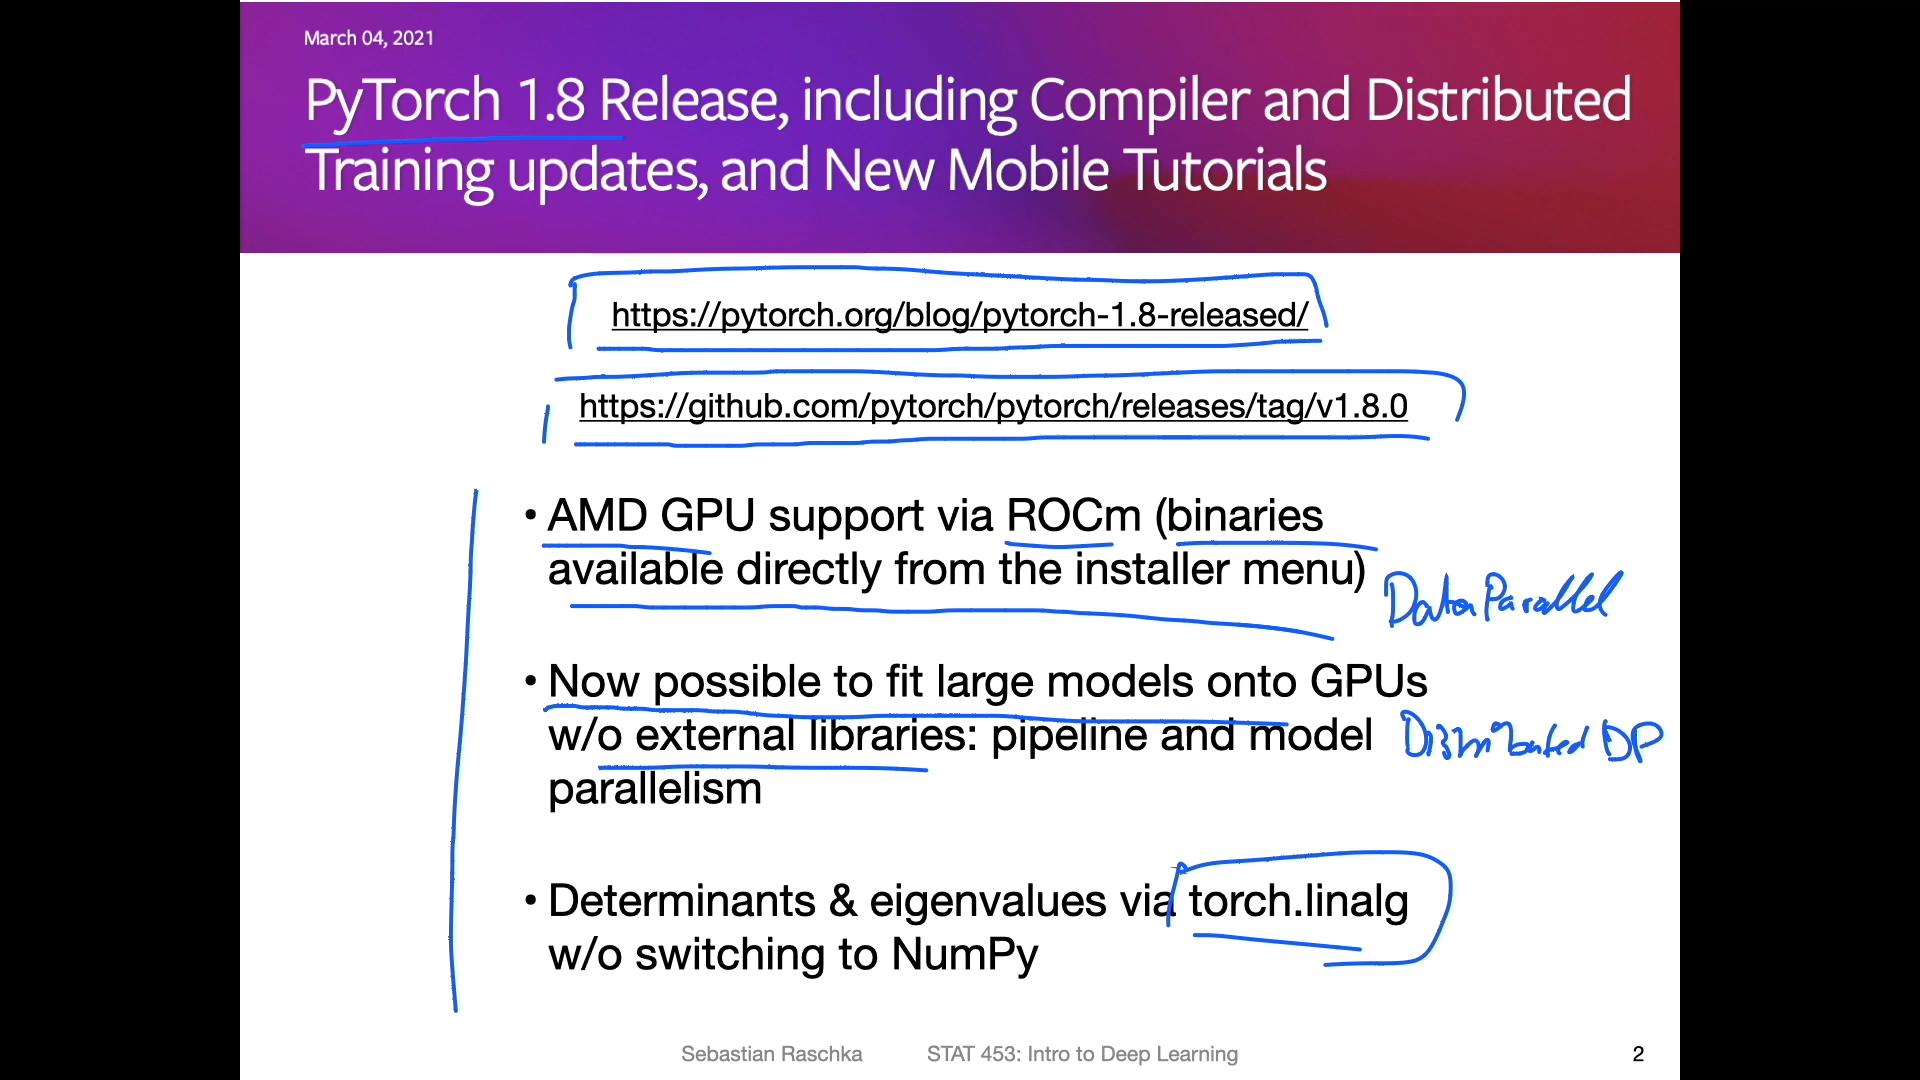 March 04, 2021
PyTorch 1.8 Release, including Compiler and Distributed
Training updates, and New Mobile Tutorials
https://pytorch.org/blog/pytorch-1.8-released/
https://github.com/pytorch/pytorch/releases/tag/v1.8.0
• AMD GPU support via ROCm (binaries
available directly from the installer menu)
DataParallel
• Now possible to fit large models onto GPUs
w/o external libraries: pipeline and model
Distributed DP
parallelism
• Determinants & eigenvalues via torch.linalg
w/o switching to NumPy
Sebastian Raschka STAT 453: Intro to Deep Learning 2